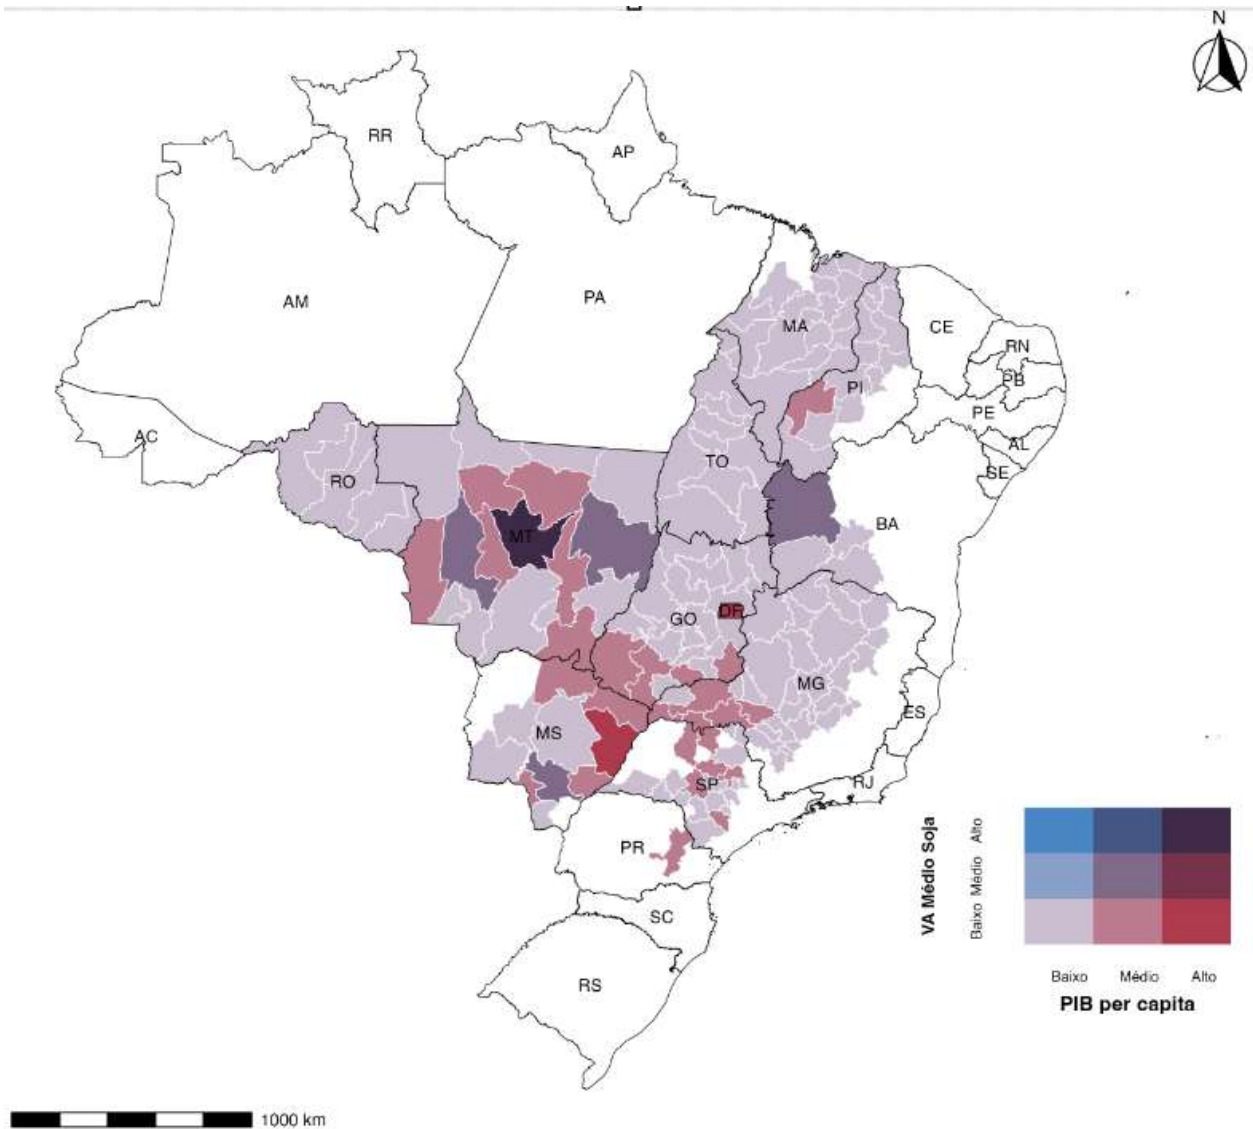 N
RR
AP
AM
PA
MA
CE
RN
PB
PI
PE
AC
AL
TO
SE
RO
BA
MT
DF
GO
MG
ES
MS
SP
RJ
PR
SC
RS
VA Médio Soja
Baixo Médio Alto
Baixo Médio Alto
PIB per capita
1000 km